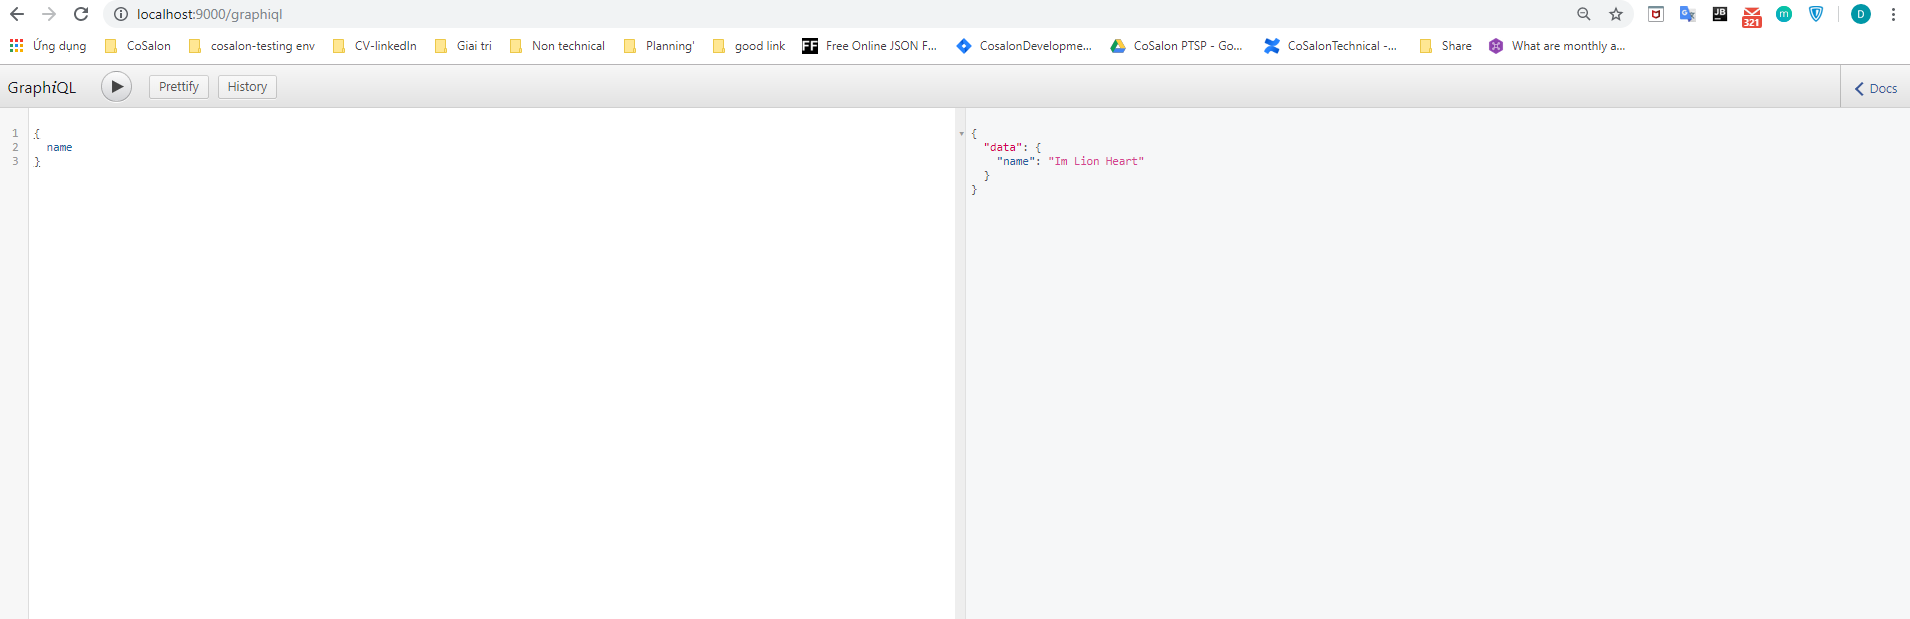 localhost:9000/graphiql
321
D
Ứng dụng CoSalon cosalon-testing env CV-linkedIn Giai tri Non technical Planning' good link FF Free Online JSON F... CosalonDevelopme... CoSalon PTSP - Go... CoSalonTechnical -... Share What are monthly a...
GraphiQL Prettify History Docs
1 {
2 name
3 }
{
"data": {
"name": "Im Lion Heart"
}
}